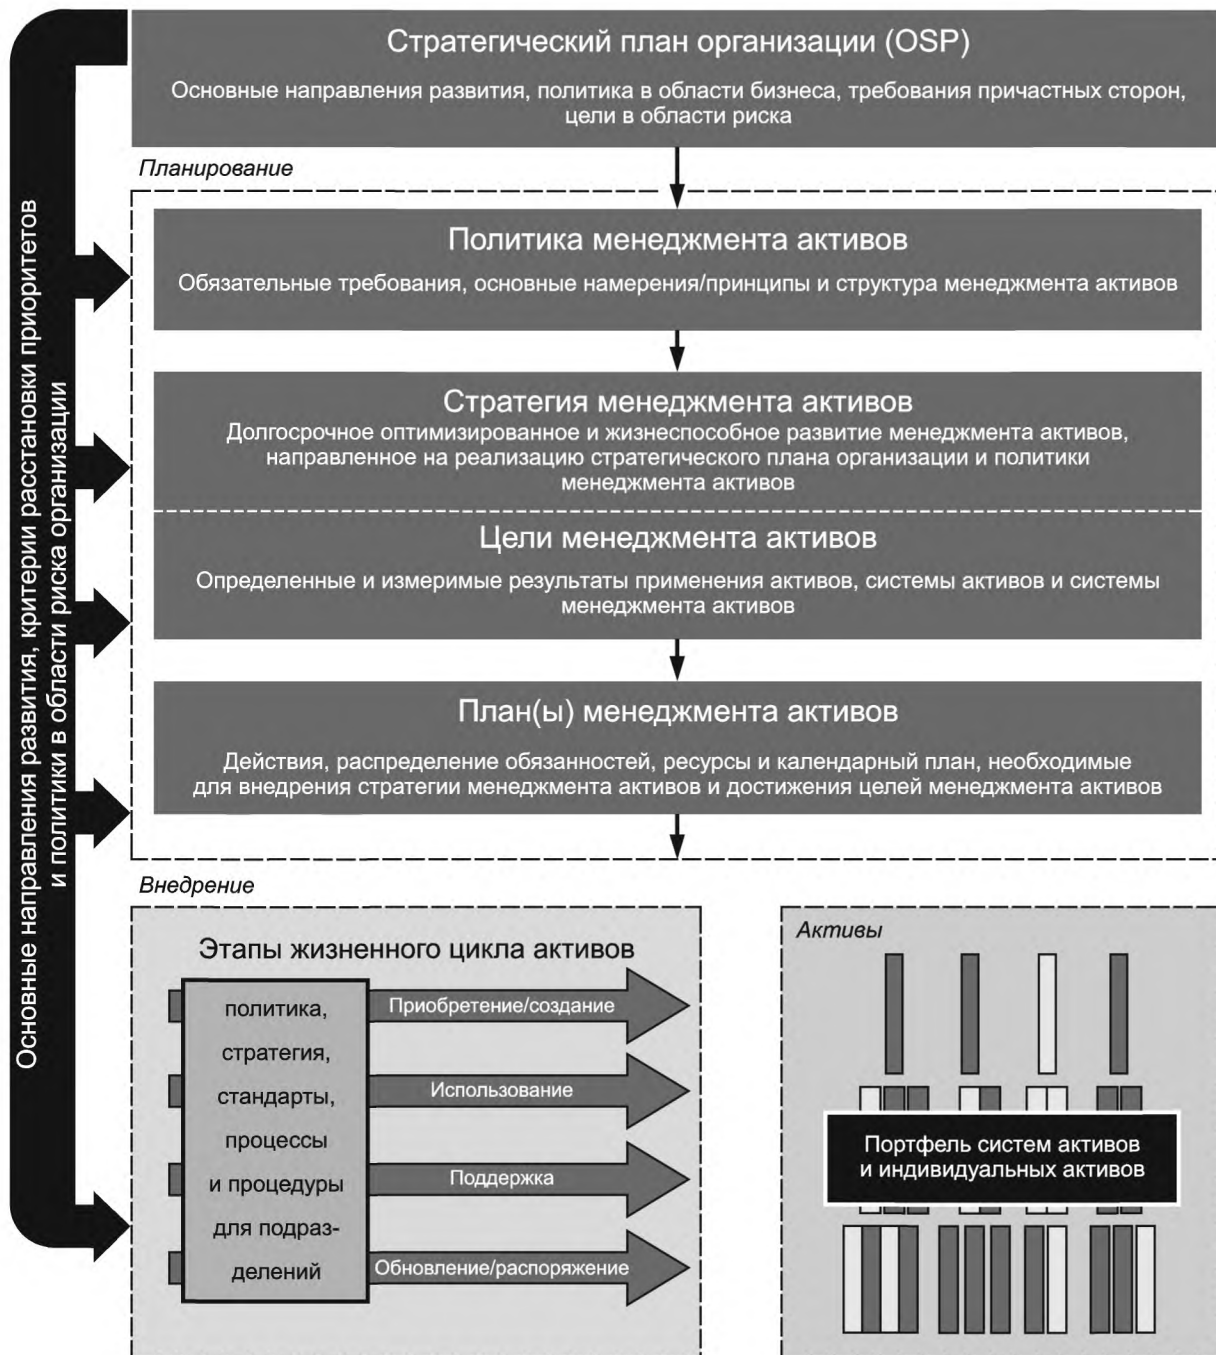 Стратегический план организации (OSP)
Основные направления развития, политика в области бизнеса, требования причастных сторон,
цели в области риска
Основные направления развития, критерии расстановки приоритетов
и политики в области риска организации
Планирование
Политика менеджмента активов
Обязательные требования, основные намерения/принципы и структура менеджмента активов
Стратегия менеджмента активов
Долгосрочное оптимизированное и жизнеспособное развитие менеджмента активов,
направленное на реализацию стратегического плана организации и политики
менеджмента активов
Цели менеджмента активов
Определенные и измеримые результаты применения активов, системы активов и системы
менеджмента активов
План(ы) менеджмента активов
Действия, распределение обязанностей, ресурсы и календарный план, необходимые
для внедрения стратегии менеджмента активов и достижения целей менеджмента активов
Внедрение
Этапы жизненного цикла активов
политика,
стратегия,
стандарты,
процессы
и процедуры
для подраз-
делений
Приобретение/создание
Использование
Поддержка
Обновление/распоряжение
Активы
Портфель систем активов
и индивидуальных активов